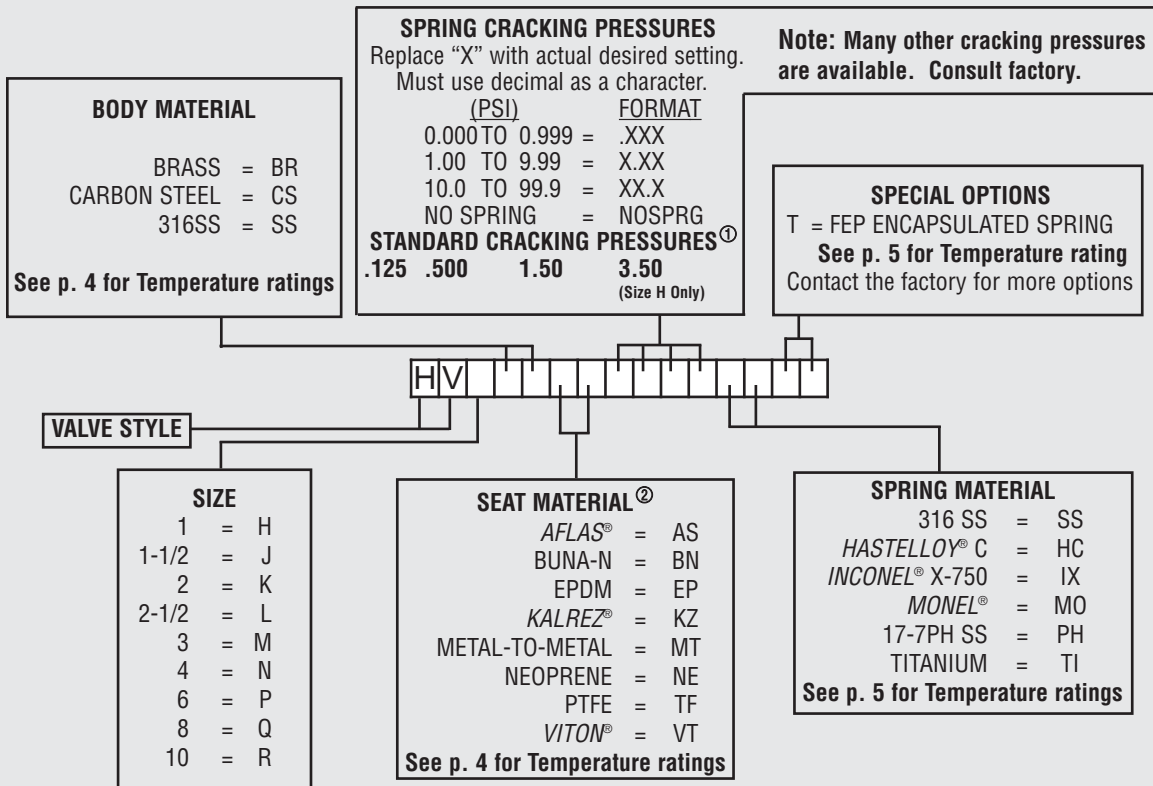 SPRING CRACKING PRESSURES
Replace “X” with actual desired setting.
Must use decimal as a character.
(PSI) FORMAT
0.000 TO 0.999 = .XXX
1.00 TO 9.99 = X.XX
10.0 TO 99.9 = XX.X
NO SPRING = NOSPRG
STANDARD CRACKING PRESSURES①
.125 .500 1.50 3.50
(Size H Only)
Note: Many other cracking pressures
are available. Consult factory.
BODY MATERIAL
BRASS = BR
CARBON STEEL = CS
316SS = SS
See p. 4 for Temperature ratings
SPECIAL OPTIONS
T = FEP ENCAPSULATED SPRING
See p. 5 for Temperature rating
Contact the factory for more options
HV
VALVE STYLE
SIZE
1 = H
1-1/2 = J
2 = K
2-1/2 = L
3 = M
4 = N
6 = P
8 = Q
10 = R
SEAT MATERIAL②
AFLAS® = AS
BUNA-N = BN
EPDM = EP
KALREZ® = KZ
METAL-TO-METAL = MT
NEOPRENE = NE
PTFE = TF
VITON® = VT
See p. 4 for Temperature ratings
SPRING MATERIAL
316 SS = SS
HASTELLOY® C = HC
INCONEL® X-750 = IX
MONEL® = MO
17-7PH SS = PH
TITANIUM = TI
See p. 5 for Temperature ratings